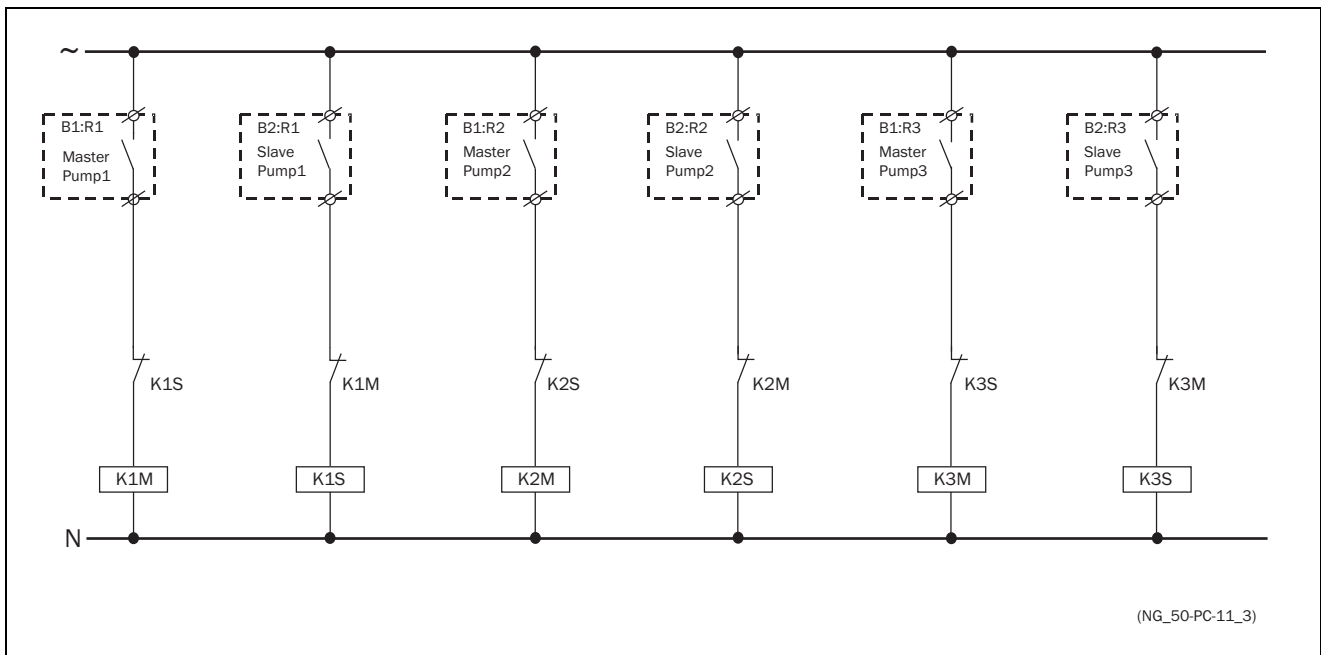 ~
B1:R1
Master
Pump1
B2:R1
Slave
Pump1
B1:R2
Master
Pump2
B2:R2
Slave
Pump2
B1:R3
Master
Pump3
B2:R3
Slave
Pump3
K1S
K1M
K2S
K2M
K3S
K3M
K1M
K1S
K2M
K2S
K3M
K3S
N
(NG_50-PC-11_3)